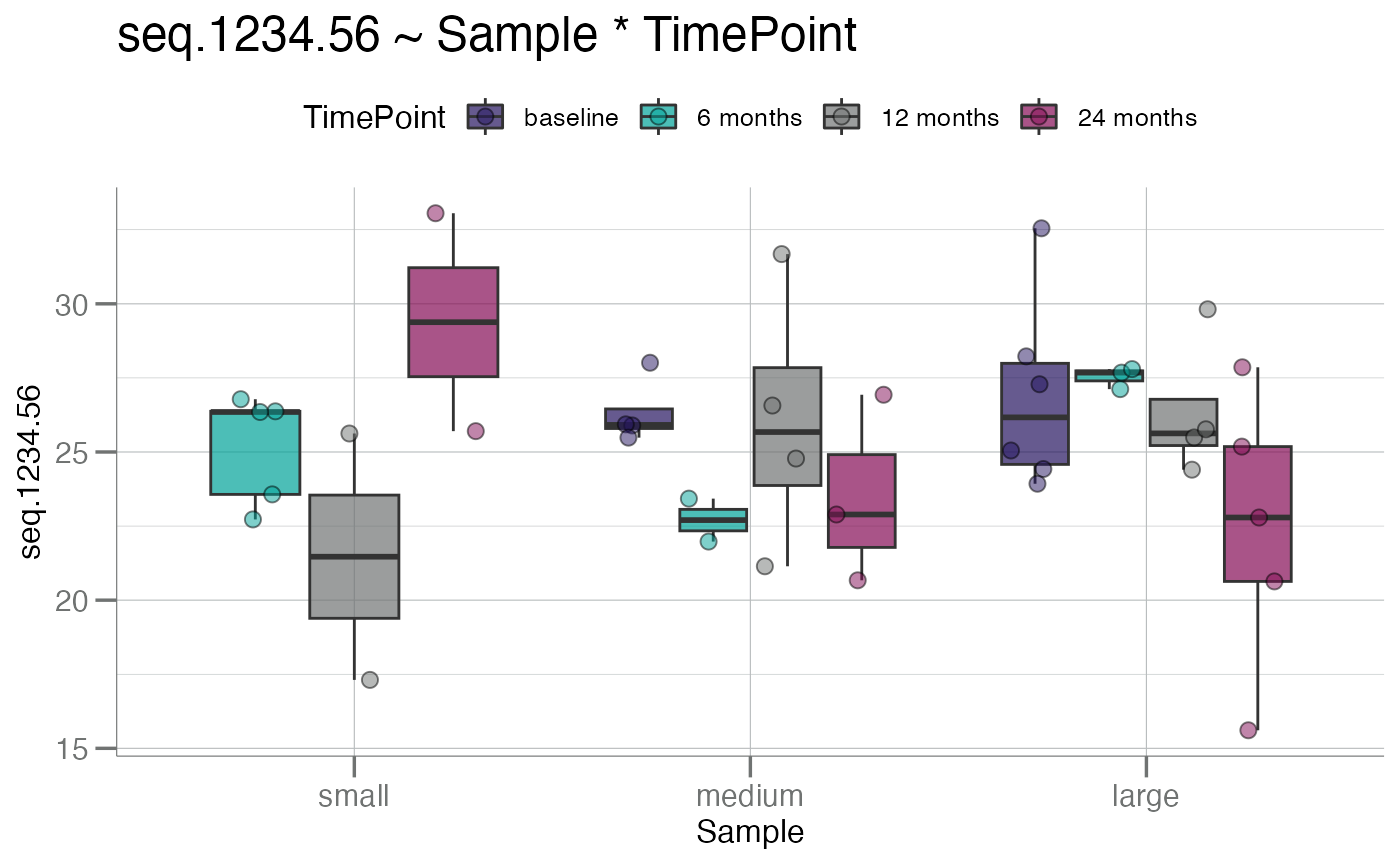 seq.1234.56 ~ Sample * TimePoint
TimePoint baseline 6 months 12 months 24 months
seq.1234.56
30
25
20
15
small medium large
Sample